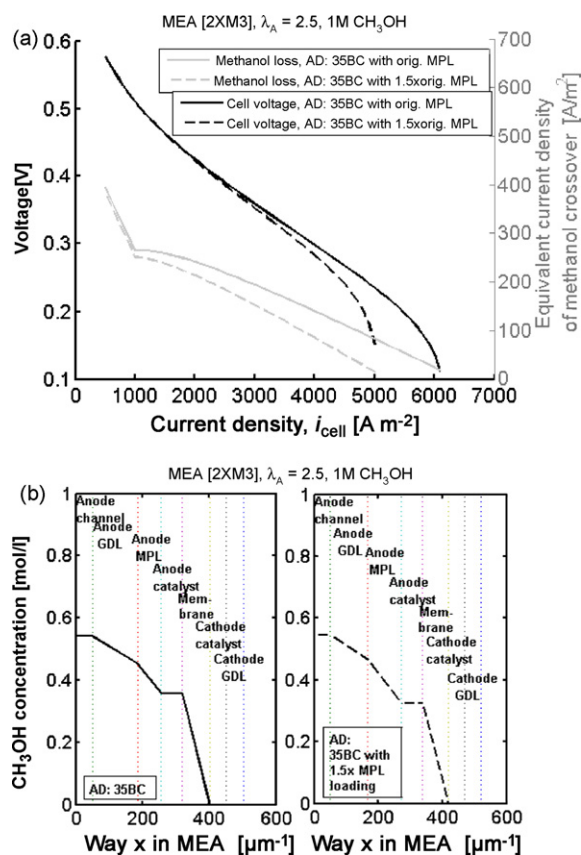 MEA [2XM3], λA = 2.5, 1M CH3OH
(a)
Methanol loss, AD: 35BC with orig. MPL
Methanol loss, AD: 35BC with 1.5xorig. MPL
Cell voltage, AD: 35BC with orig. MPL
Cell voltage, AD: 35BC with 1.5xorig. MPL
Voltage[V]
0.6
0.5
0.4
0.3
0.2
0.1
700
600
500
400
300
200
100
0
Equivalent current density
of methanol crossover [A/m2]
0 1000 2000 3000 4000 5000 6000 7000
Current density, icell [A m-2]
MEA [2XM3], λA = 2.5, 1M CH3OH
(b)
CH3OH concentration [mol/l]
1
0.8
0.6
0.4
0.2
0
Anode
channel
Anode
GDL
Anode
MPL
Anode
catalyst
Mem-
brane
Cathode
catalyst
Cathode
GDL
AD: 35BC
0 200 400 600
Way x in MEA [µm-1]
1
0.8
0.6
0.4
0.2
0
Anode
channel
Anode
GDL
Anode
MPL
Anode
catalyst
Mem-
brane
Cathode
catalyst
Cathode
GDL
AD:
35BC with
1.5x MPL
loading
0 200 400 600
Way x in MEA [µm-1]